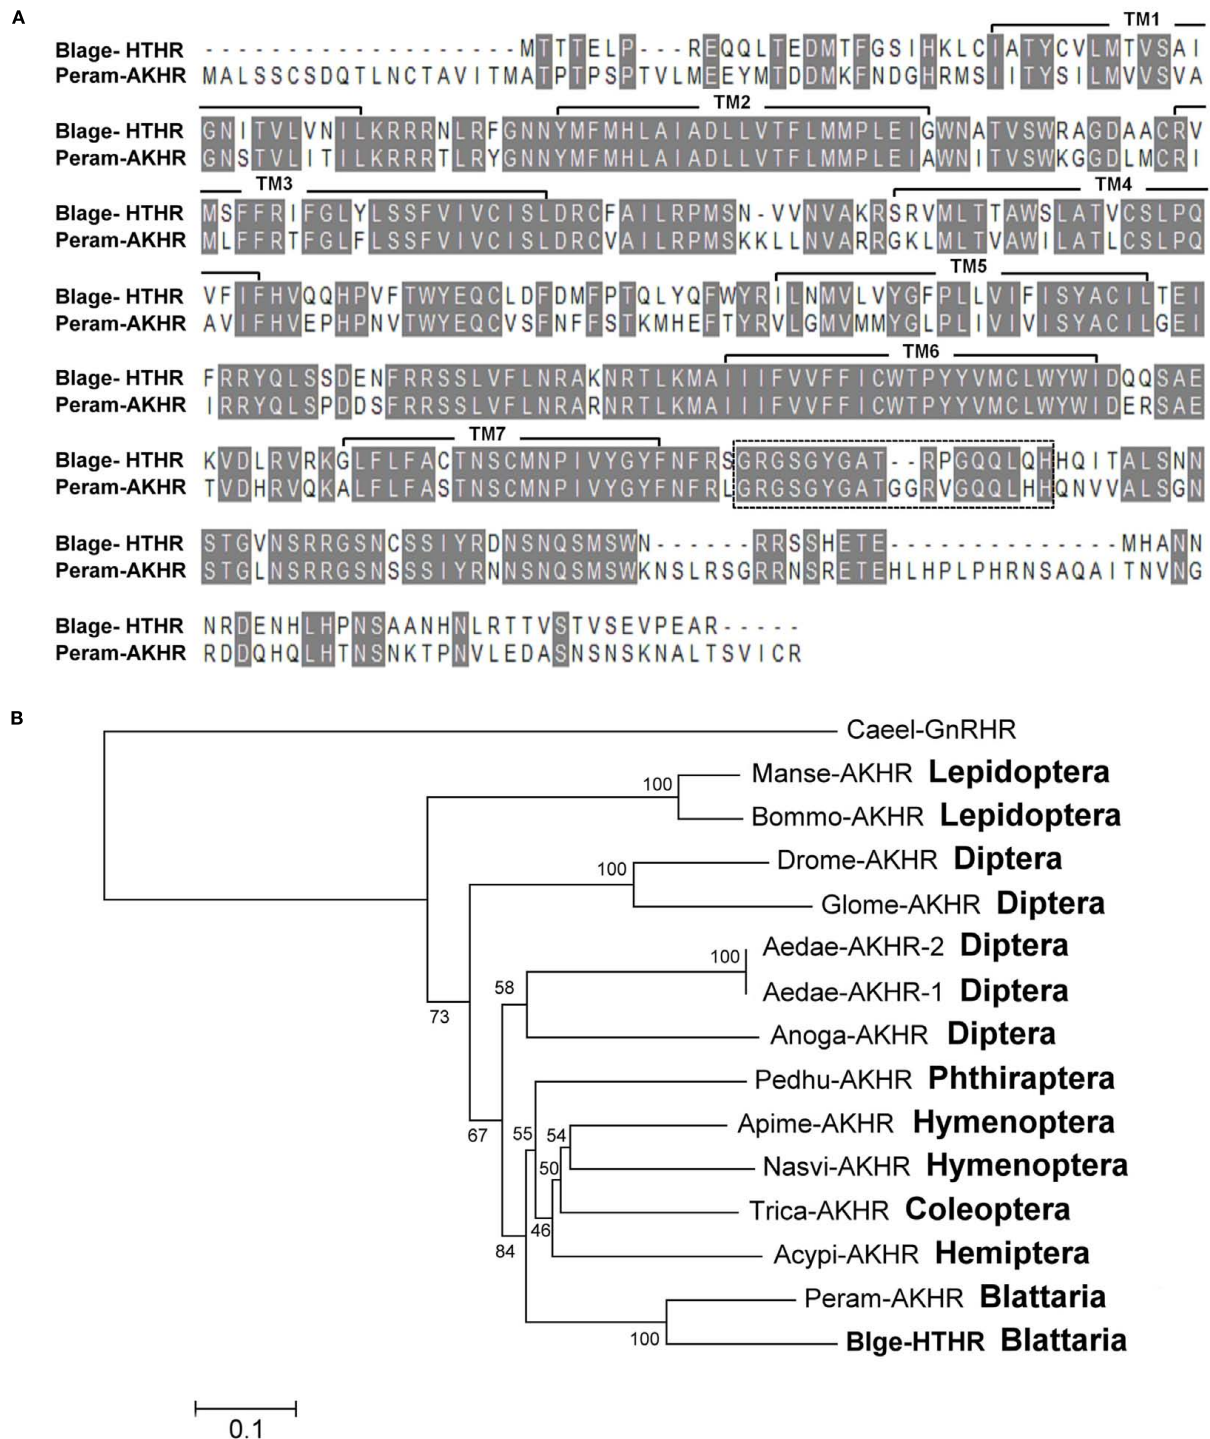 A
TM1
Blage- HTHR - - - - - - - - - - - - - - - - - - - MTTTELP - - - REQQLTEDMTFGSIHKLCIATYCVLMTVSAI
Peram-AKHR MALSSCSDQTLNCTAVITMATPTPSPTVLMEEYMTDDMKFNDGHRMSIITYSILMVVSVA
TM2
Blage- HTHR GNITVLVNILKRRRNLRFGNNYMFMHLAIADLLVTFLMMPLEIGWNATVSWRAGDAACRV
Peram-AKHR GNSTVLITILKRRRTLRYGNNYMFMHLAIADLLVTFLMMPLEIAWNITVSWKGGDLMCRI
TM3 TM4
Blage- HTHR MSFFRIFGLYLSSFVIVCISLDRCFAILRPMSN-VVNVAKRSRVMLTTAWSLATVCSLPQ
Peram-AKHR MLFFRTFGLFLSSFVIVCISLDRCVAILRPMSKKLLNVARRGKLMLTVAWILATLCSLPQ
TM5
Blage- HTHR VFIFHVQQHPVFTWYEQCLDFDMFPTQLYQFWYRILNMVLVYGFPLLVIFISYACILTEI
Peram-AKHR AVIFHVEPHPNVTWYEQCVSFNFFSTKMHEFTYRVLGMVMMYGLPLIVIVISYACILGEI
TM6
Blage- HTHR FRRYQLSSDENFRRSSLVFLNRAKNRTLKMAIIIFVVFFICWTPYYVMCLWYWIDQQSAE
Peram-AKHR IRRYQLSPDDSFRRSSLVFLNRARNRTLKMAIIIFVVFFICWTPYYVMCLWYWIDERSAE
TM7
Blage- HTHR KVDLRVRKGLFLFACTNSCMNPIVYGYFNFRSGRGSGYGAT--RPGQQLQHHQITALSNN
Peram-AKHR TVDHRVQKALFLFASTNSCMNPIVYGYFNFRLGRGSGYGATGGRVGQQLHHQNVVALSGN
Blage- HTHR STGVNSRRGSNCSSIYRDNSNQSMSWN------RRSSHETE--------------MHANN
Peram-AKHR STGLNSRRGSNSSSIYRNNSNQSMSWKNSLRSGRRNSRETEHLHPLPHRNSAQAITNVNG
Blage- HTHR NRDENHLHPNSAANHNLRTTVSTVSEVPEAR-----
Peram-AKHR RDDQHQLHTNSNKTPNVLEDASNSNSKNALTSVICR
B
Caeel-GnRHR
Manse-AKHR Lepidoptera
100
Bommo-AKHR Lepidoptera
Drome-AKHR Diptera
100
Glome-AKHR Diptera
Aedae-AKHR-2 Diptera
100
Aedae-AKHR-1 Diptera
58
73
Anoga-AKHR Diptera
Pedhu-AKHR Phthiraptera
Apime-AKHR Hymenoptera
67 55 54
Nasvi-AKHR Hymenoptera
50
Trica-AKHR Coleoptera
46
84
Acypi-AKHR Hemiptera
Peram-AKHR Blattaria
100
Blge-HTHR Blattaria
0.1